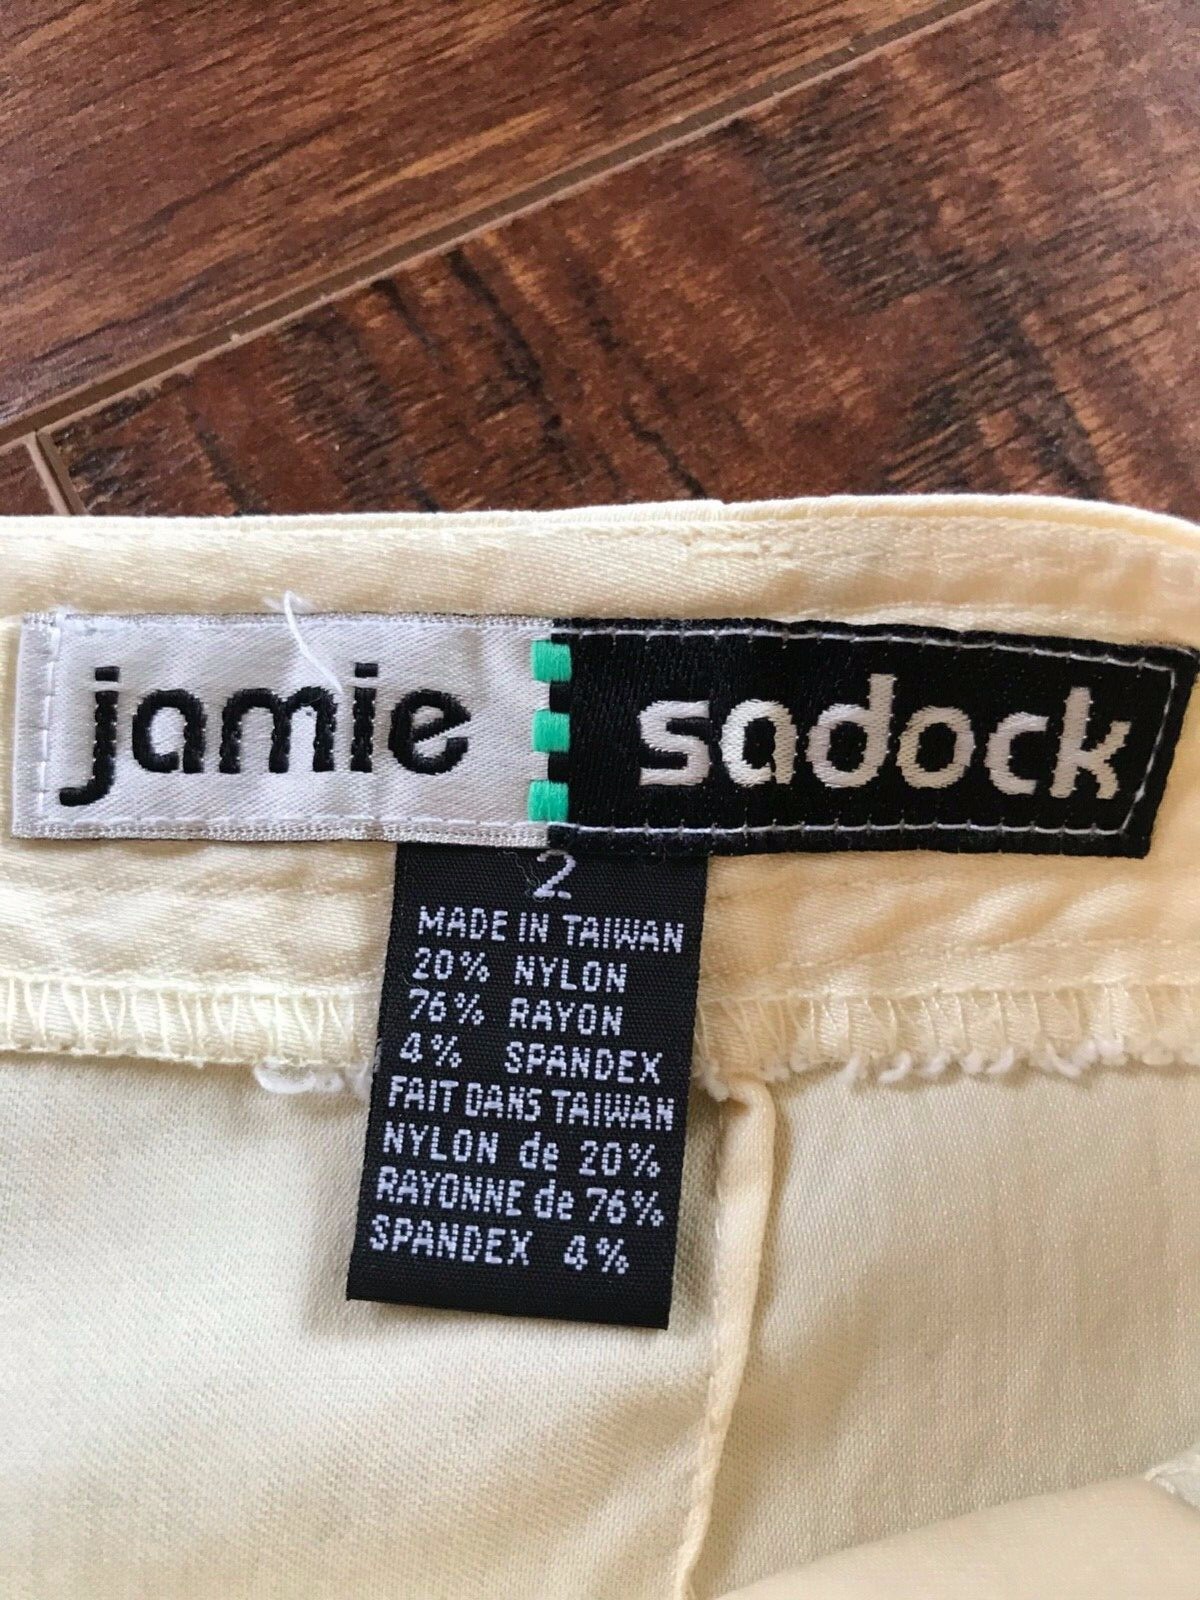 jamie sadock
2
MADE IN TAIWAN
20% NYLON
76% RAYON
4% SPANDEX
FAIT DANS TAIWAN
NYLON de 20%
RAYONNE de 76%
SPANDEX 4%